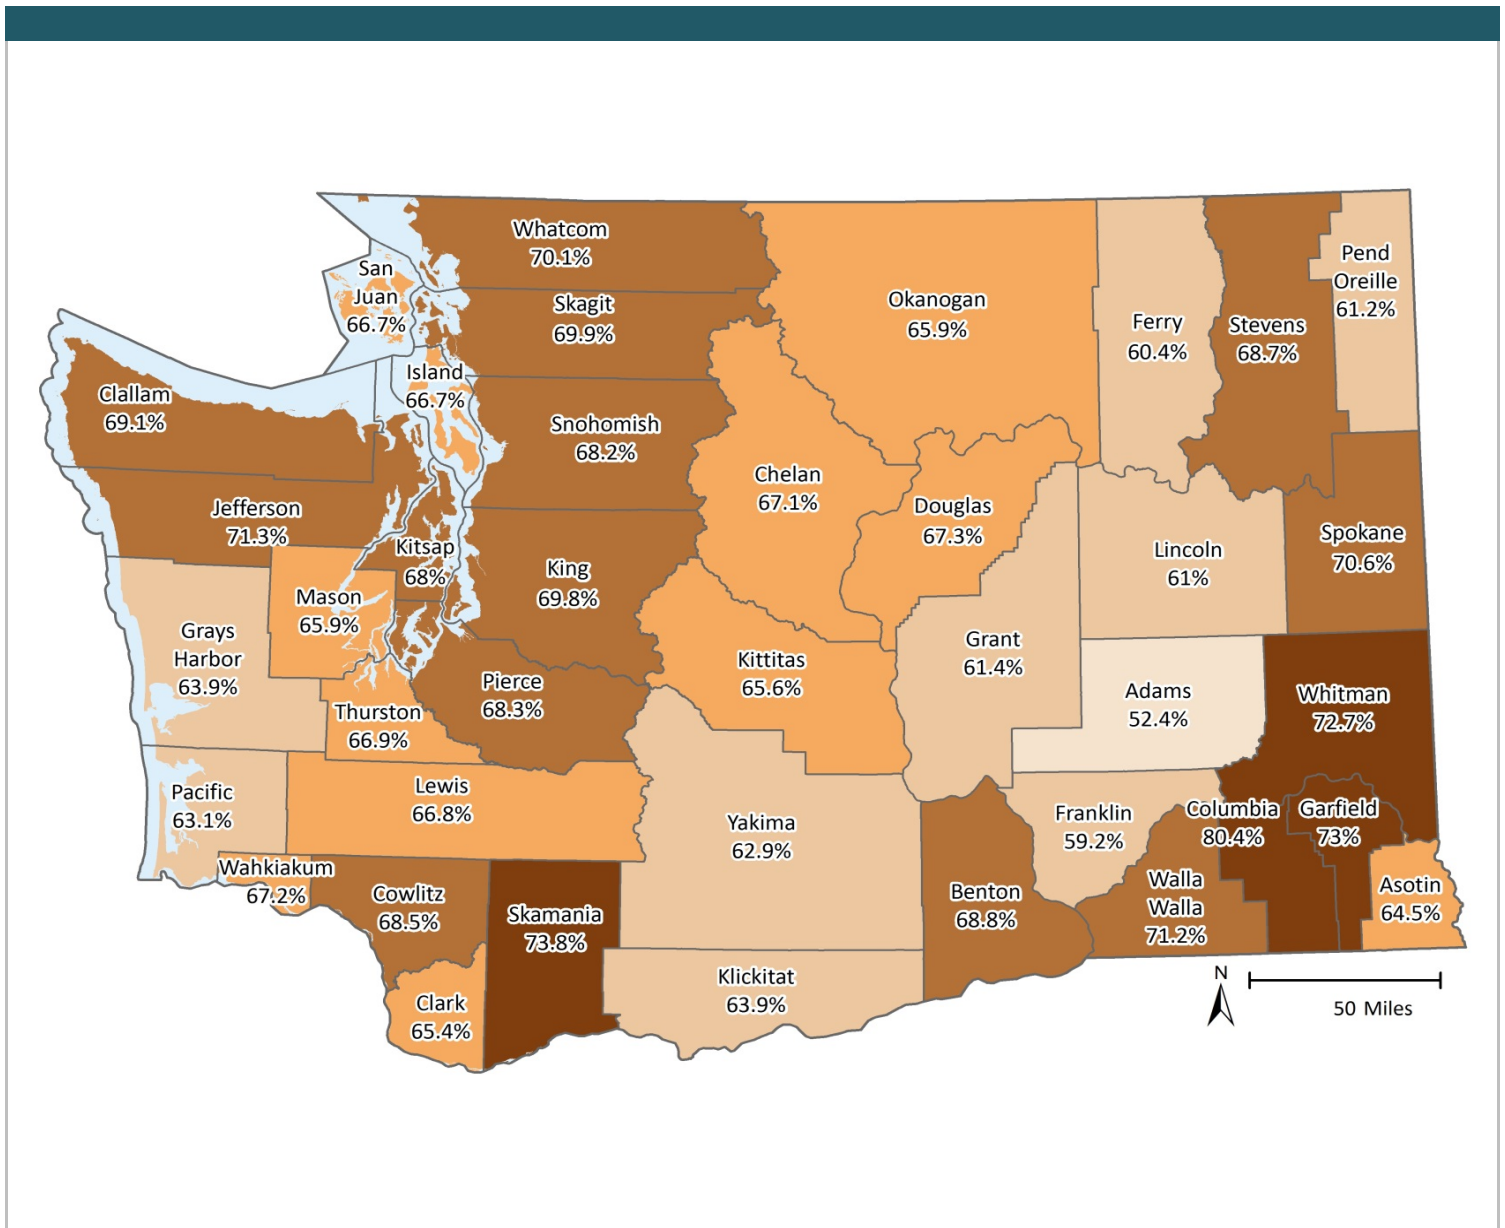 Whatcom
70.1%
San
Juan
66.7%
Skagit
69.9%
Okanogan
65.9%
Ferry
60.4%
Stevens
68.7%
Pend
Oreille
61.2%
Clallam
69.1%
Island
66.7%
Snohomish
68.2%
Chelan
67.1%
Douglas
67.3%
Jefferson
71.3%
Kitsap
68%
King
69.8%
Lincoln
61%
Spokane
70.6%
Mason
65.9%
Grays
Harbor
63.9%
Grant
61.4%
Kittitas
65.6%
Pierce
68.3%
Adams
52.4%
Whitman
72.7%
Thurston
66.9%
Pacific
63.1%
Lewis
66.8%
Yakima
62.9%
Franklin
59.2%
Columbia
80.4%
Garfield
73%
Wahkiakum
67.2%
Cowlitz
68.5%
Skamania
73.8%
Benton
68.8%
Walla
Walla
71.2%
Asotin
64.5%
Clark
65.4%
Klickitat
63.9%
N
50 Miles